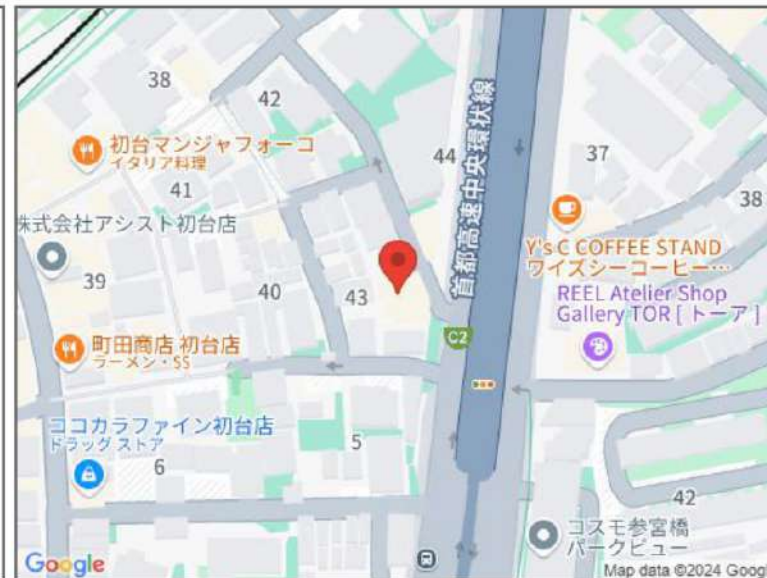 38
42
初台マンジャフォーコ
イタリア料理
41
44
首都高速中央環状線
37
38
株式会社アシスト初台店
39
40
43
Y's C COFFEE STAND
ワイズシーコーヒー…
REEL Atelier Shop
Gallery TOR [ トーア ]
C2
町田商店 初台店
ラーメン・SS
ココカラファイン初台店
ドラッグストア
5
6
42
コスモ参宮橋
パークビュー
Google
Map data ©2024 Googl